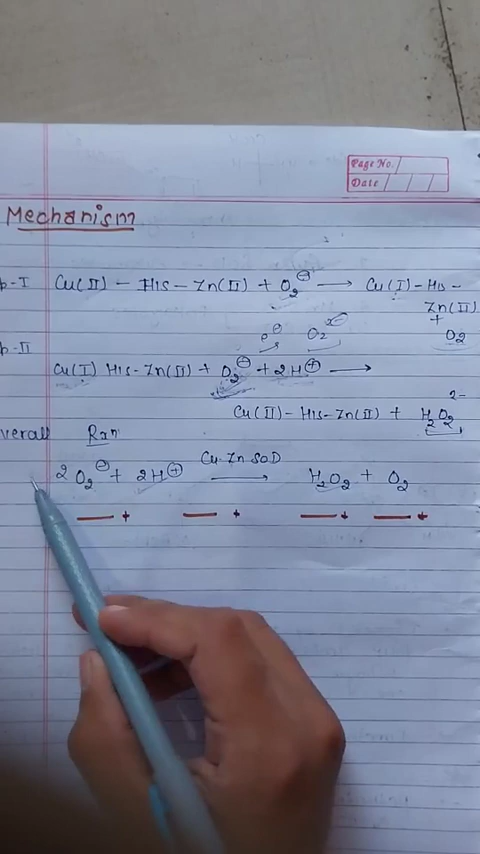 Page No.
Date
Mechanism
p-I Cu(II) - His - Zn(II) + O₂⊖ → Cu(I)-His-
Zn(II)
+
O₂
e⊖ O₂²⊖
p-II
Cu(I) His-Zn(II) + O₂⊖ + 2H⊕ →
Cu(II)-His-Zn(II) + H₂O₂
2-
verall Rxn
2 O₂⊖ + 2H⊕ Cu Zn SOD → H₂O₂ + O₂